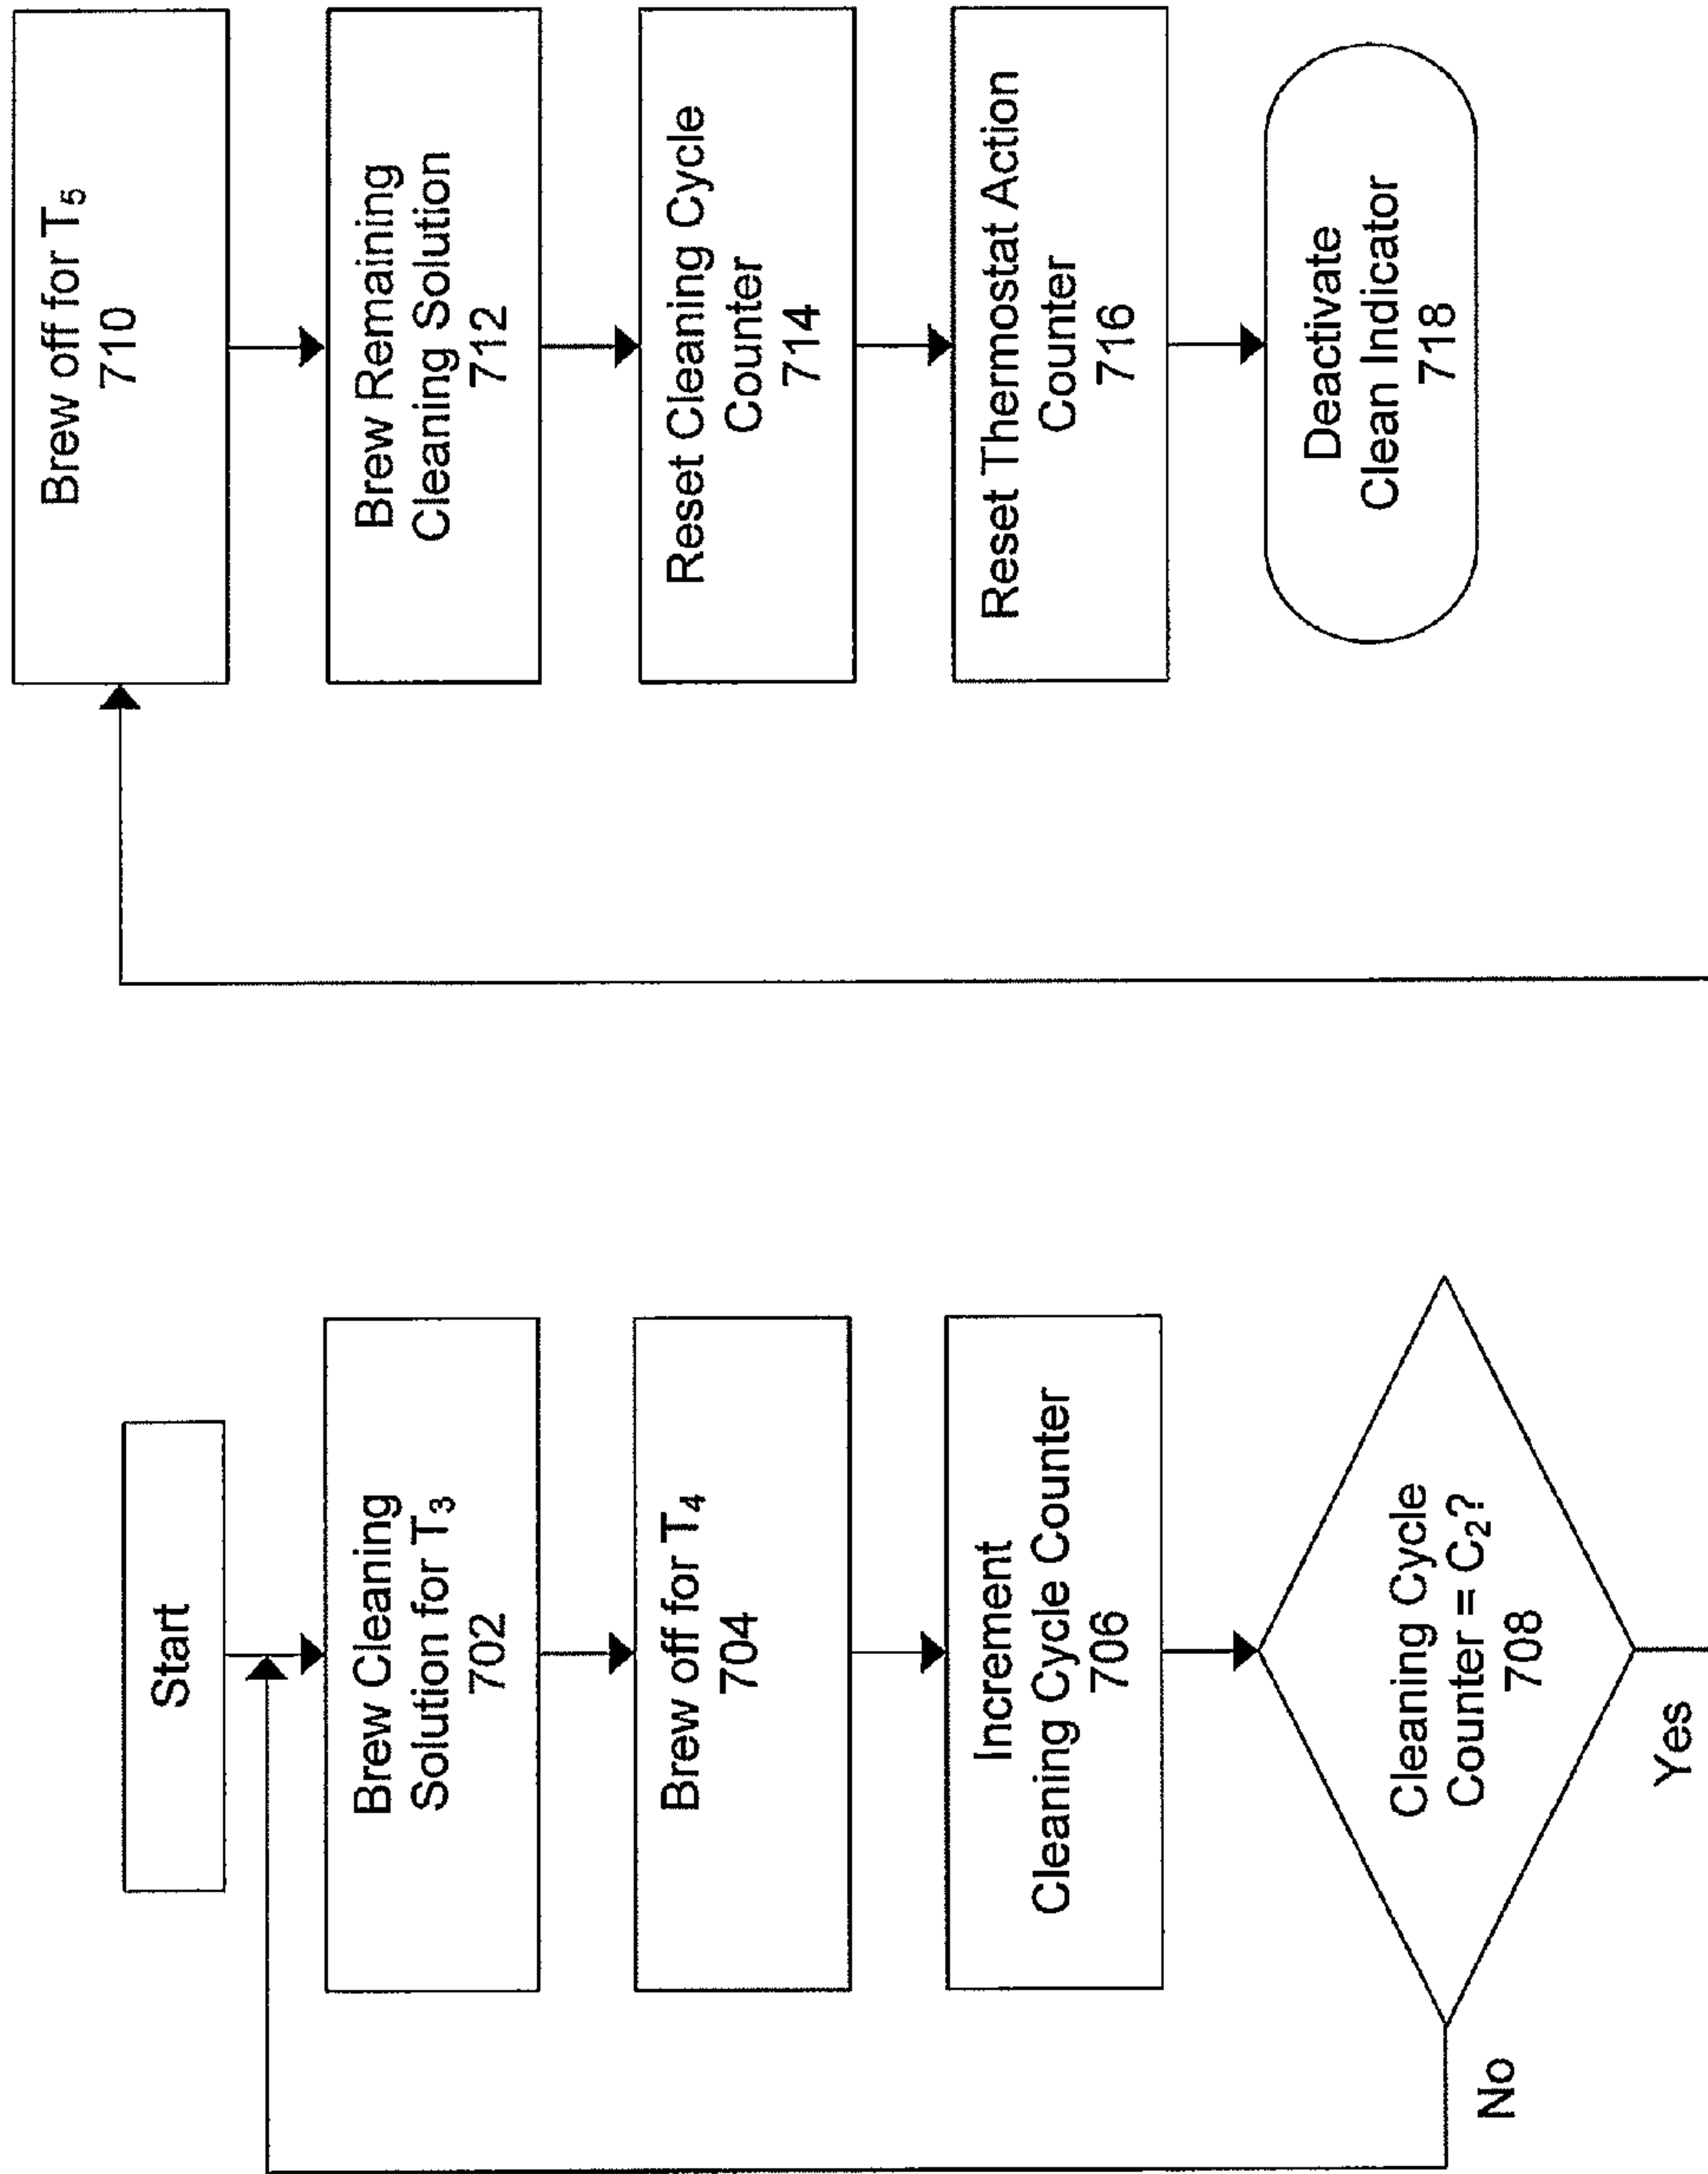 Start
Brew Cleaning
Solution for T₃
702
Brew off for T₄
704
Increment
Cleaning Cycle Counter
706
Cleaning Cycle
Counter = C₂?
708
No
Yes
Brew off for T₅
710
Brew Remaining
Cleaning Solution
712
Reset Cleaning Cycle
Counter
714
Reset Thermostat Action
Counter
716
Deactivate
Clean Indicator
718